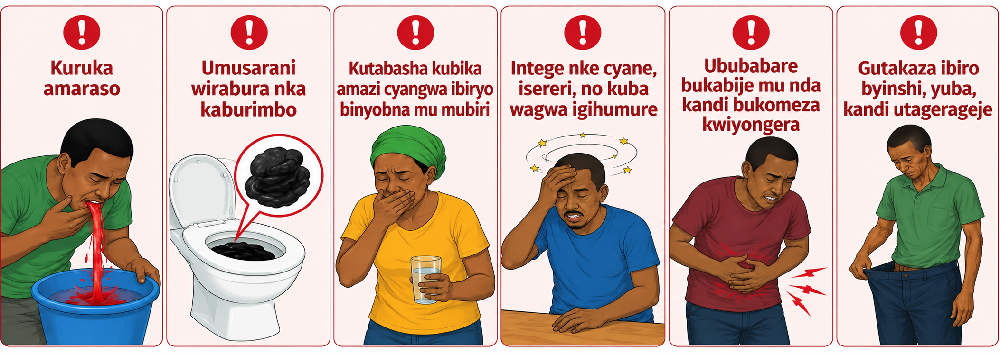 Kuruka
amaraso
Umusarani
wirabura nka
kaburimbo
Kutabasha kubika
amazi cyangwa ibiryo
binyobna mu mubiri
Intege nke cyane,
isereri, no kuba
wagwa igihumure
Ububabare
bukabije mu nda
kandi bukomeza
kwiyongera
Gutakaza ibiro
byinshi, yuba,
kandi utagerageje